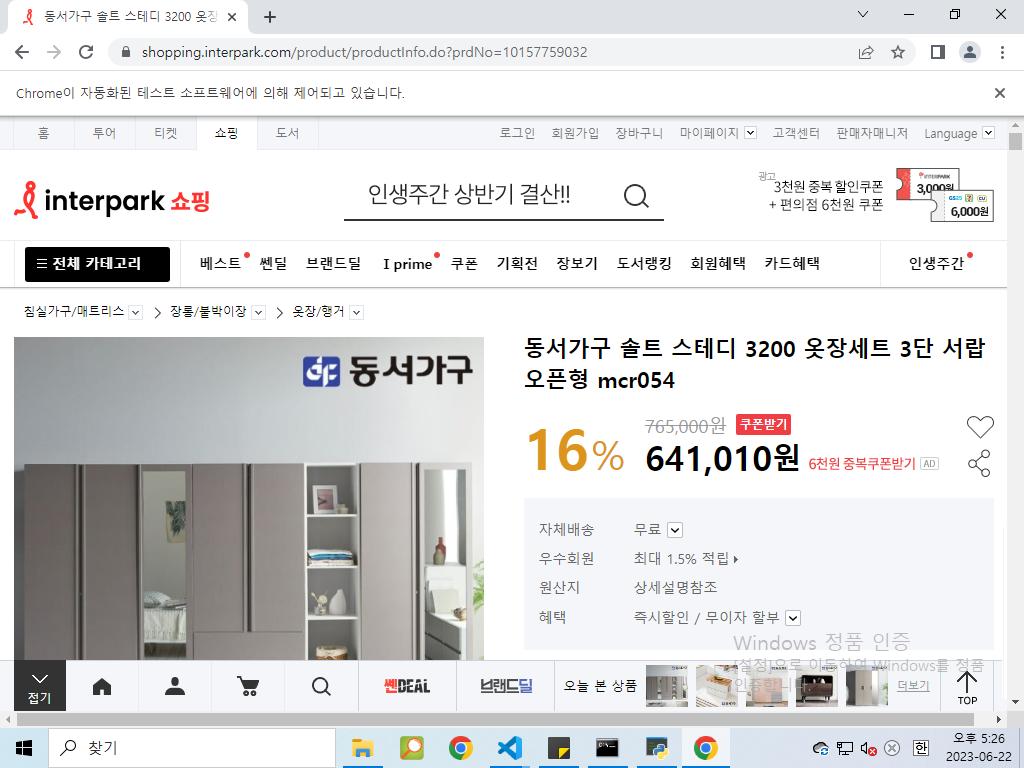 동서가구 솔트 스테디 3200 옷장
shopping.interpark.com/product/productInfo.do?prdNo=10157759032
Chrome이 자동화된 테스트 소프트웨어에 의해 제어되고 있습니다.
홈 투어 티켓 쇼핑 도서 로그인 회원가입 장바구니 마이페이지 고객센터 판매자매니저 Language
interpark 쇼핑
인생주간 상반기 결산!!
광고
3천원 중복 할인쿠폰
+ 편의점 6천원 쿠폰
INTERPARK
3,000원
GS25 CU
6,000원
전체 카테고리 베스트 쎈딜 브랜드딜 I prime 쿠폰 기획전 장보기 도서랭킹 회원혜택 카드혜택 인생주간
침실가구/매트리스 장롱/붙박이장 옷장/행거
동서가구
동서가구 솔트 스테디 3200 옷장세트 3단 서랍
오픈형 mcr054
16%
765,000원 쿠폰받기
641,010원 6천원 중복쿠폰받기 AD
자체배송 무료
우수회원 최대 1.5% 적립
원산지 상세설명참조
혜택 즉시할인 / 무이자 할부
Windows 정품 인증
[설정]으로 이동하여 Windows를 정품
인증합니다.
접기
쎈DEAL
브랜드딜
오늘 본 상품
더보기
TOP
찾기
한
오후 5:26
2023-06-22